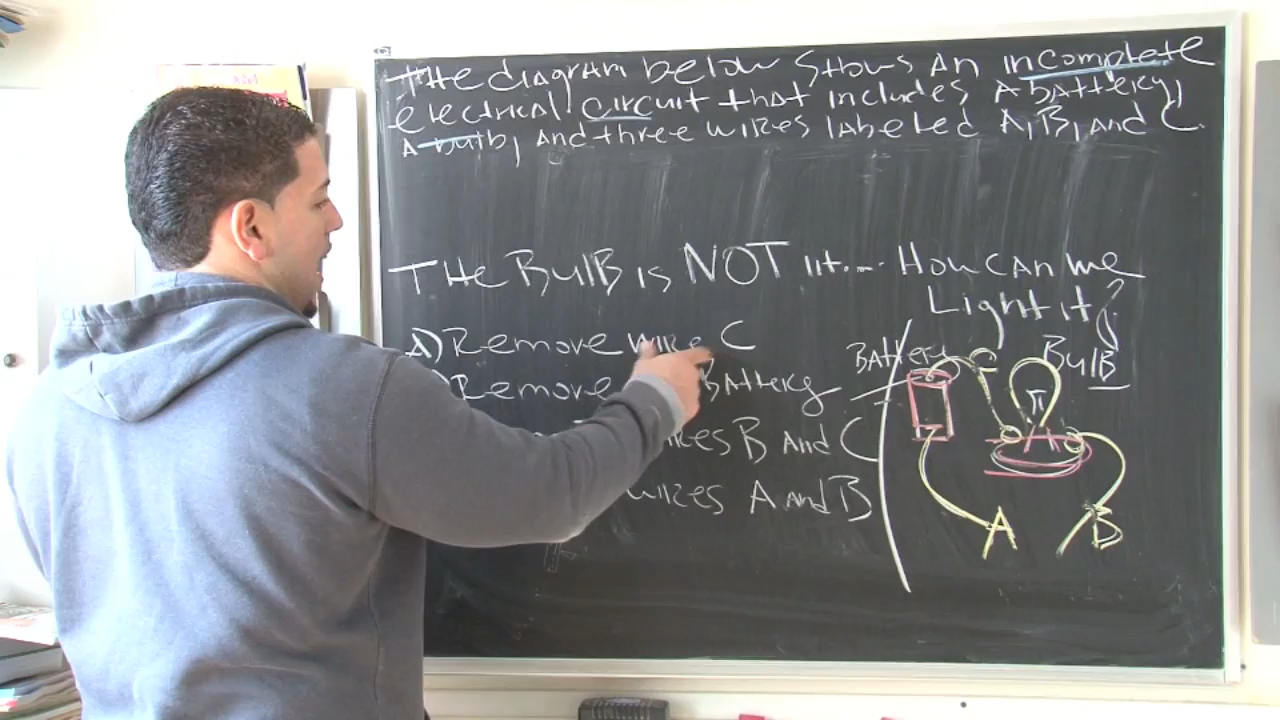 The diagram below shows an incomplete
electrical circuit that includes A battery,
A bulb, and three wires labeled A, B, and C.
The Bulb is NOT lit... How can we
Light it?
A) Remove wire C
Remove Battery
wires B and C
wires A and B
Battery
C
Bulb
A
B